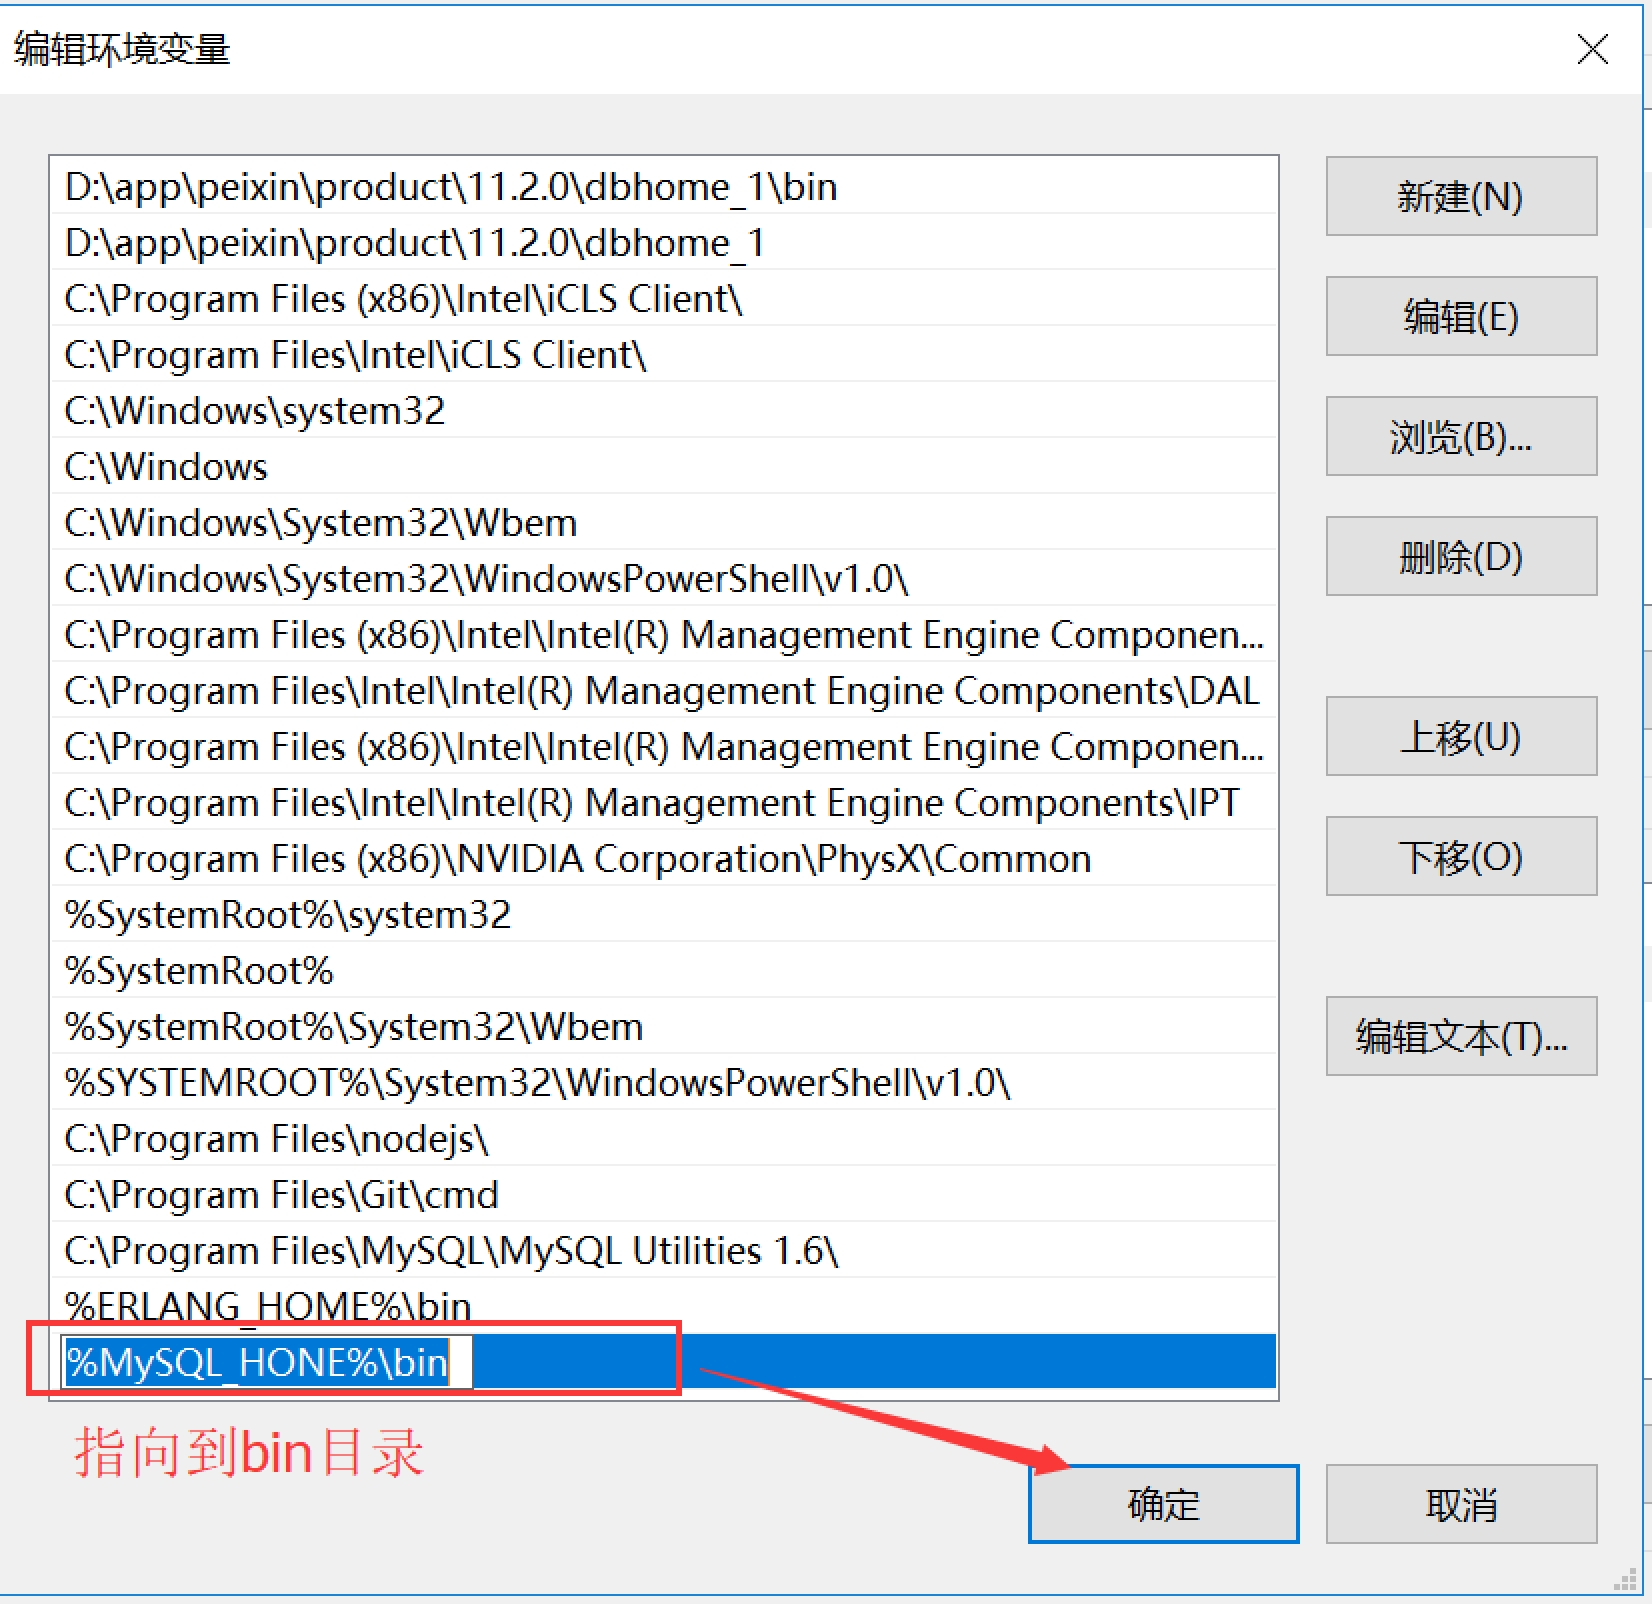 编辑环境变量
D:\app\peixin\product\11.2.0\dbhome_1\bin
D:\app\peixin\product\11.2.0\dbhome_1
C:\Program Files (x86)\Intel\iCLS Client\
C:\Program Files\Intel\iCLS Client\
C:\Windows\system32
C:\Windows
C:\Windows\System32\Wbem
C:\Windows\System32\WindowsPowerShell\v1.0\
C:\Program Files (x86)\Intel\Intel(R) Management Engine Componen...
C:\Program Files\Intel\Intel(R) Management Engine Components\DAL
C:\Program Files (x86)\Intel\Intel(R) Management Engine Componen...
C:\Program Files\Intel\Intel(R) Management Engine Components\IPT
C:\Program Files (x86)\NVIDIA Corporation\PhysX\Common
%SystemRoot%\system32
%SystemRoot%
%SystemRoot%\System32\Wbem
%SYSTEMROOT%\System32\WindowsPowerShell\v1.0\
C:\Program Files\nodejs\
C:\Program Files\Git\cmd
C:\Program Files\MySQL\MySQL Utilities 1.6\
%ERLANG_HOME%\bin
%MySQL_HONE%\bin
指向到bin目录
新建(N)
编辑(E)
浏览(B)...
删除(D)
上移(U)
下移(O)
编辑文本(T)...
确定
取消